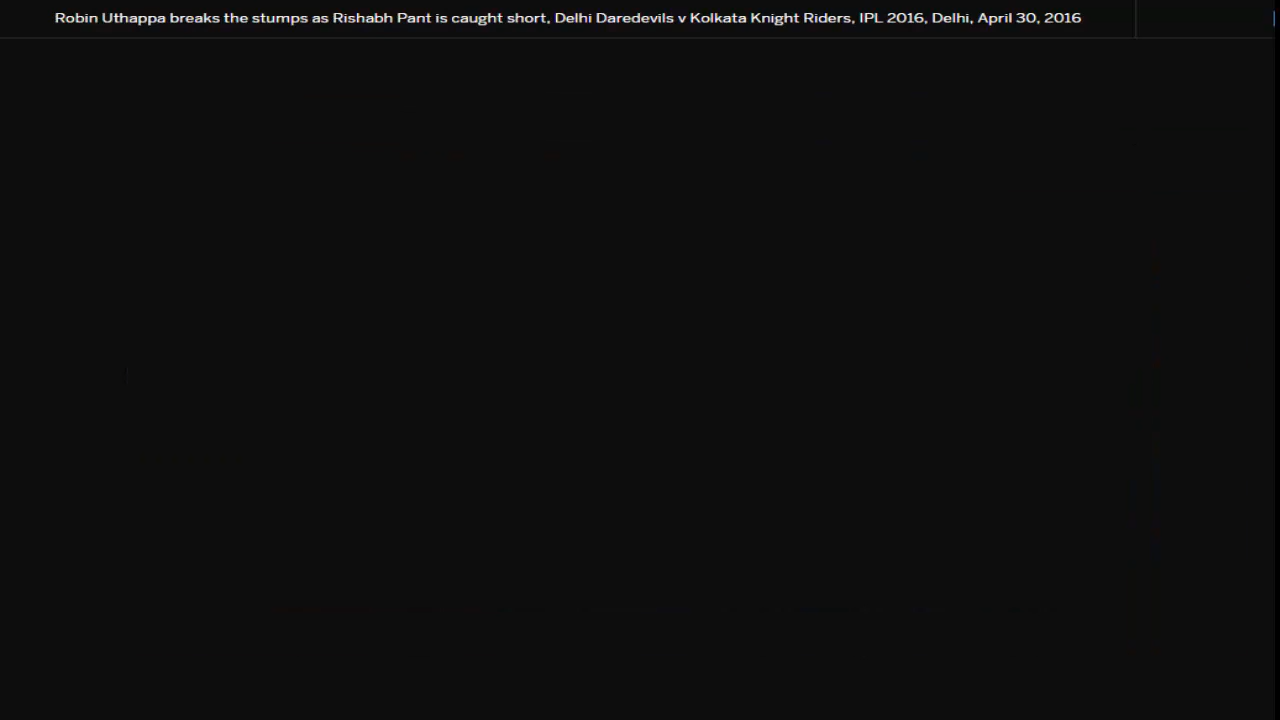 Robin Uthappa breaks the stumps as Rishabh Pant is caught short, Delhi Daredevils v Kolkata Knight Riders, IPL 2016, Delhi, April 30, 2016